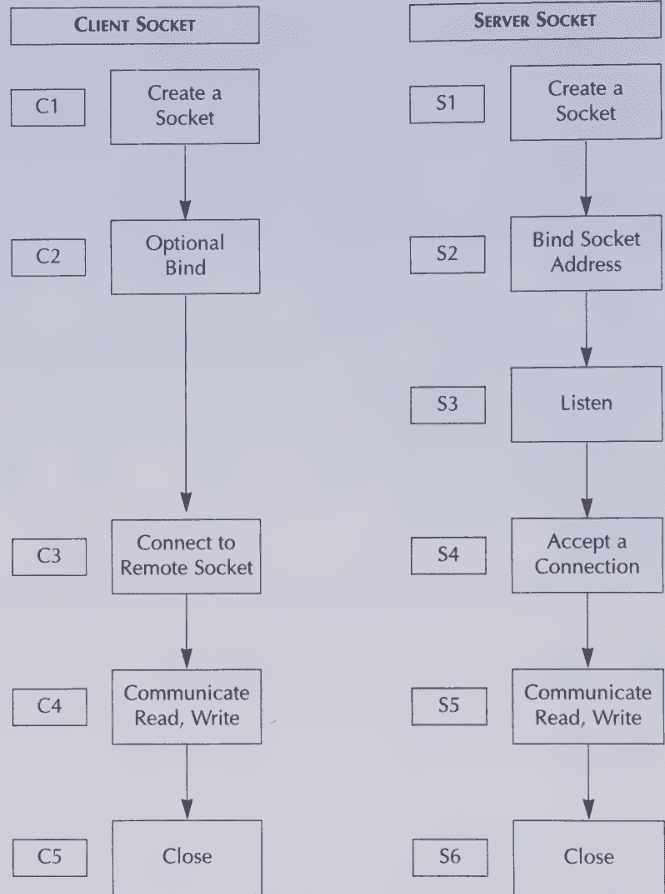 CLIENT SOCKET
C1
Create a
Socket
C2
Optional
Bind
C3
Connect to
Remote Socket
C4
Communicate
Read, Write
C5
Close
SERVER SOCKET
S1
Create a
Socket
S2
Bind Socket
Address
S3
Listen
S4
Accept a
Connection
S5
Communicate
Read, Write
S6
Close